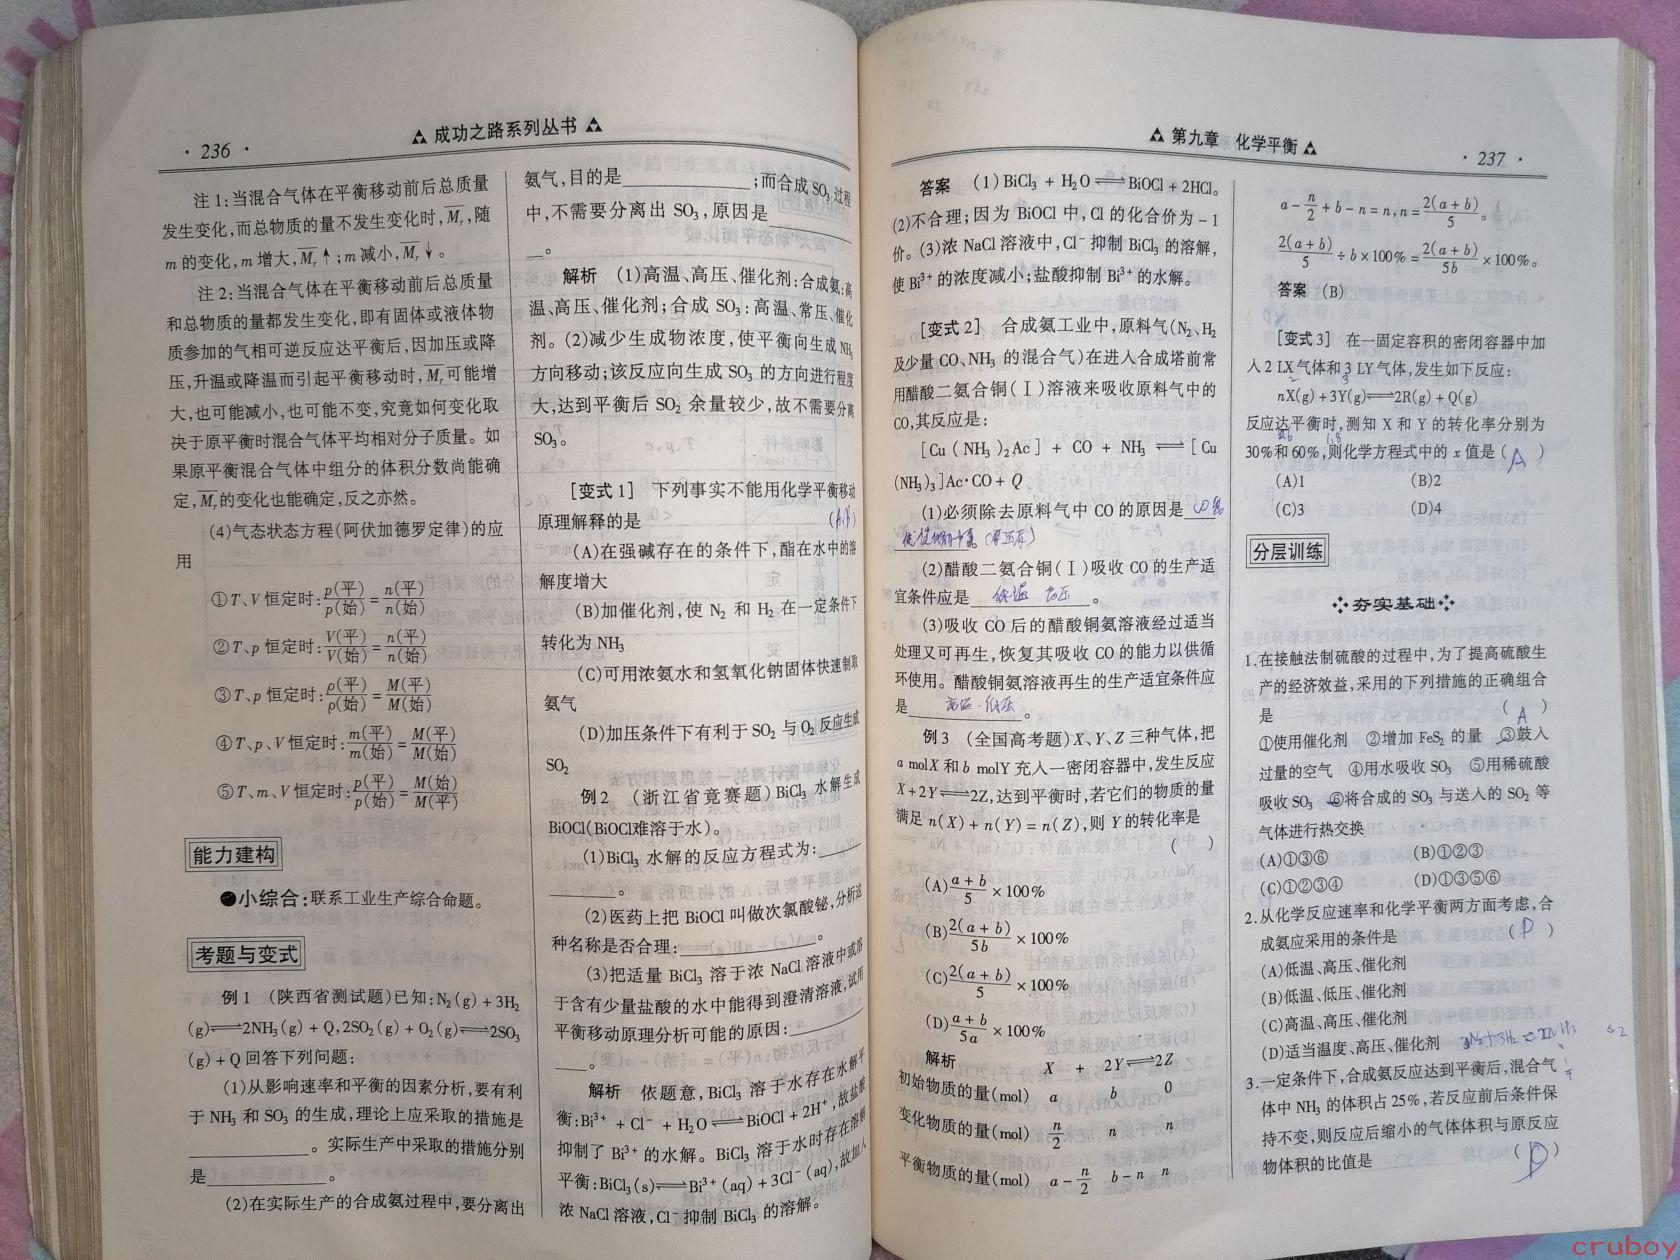 · 236 ·
成功之路系列丛书
注1:当混合气体在平衡移动前后总质量
发生变化,而总物质的量不发生变化时,M̅r,随
m的变化,m增大,M̅r↑;m减小,M̅r↓。
注2:当混合气体在平衡移动前后总质量
和总物质的量都发生变化,即有固体或液体物
质参加的气相可逆反应达平衡后,因加压或降
压,升温或降温而引起平衡移动时,M̅r可能增
大,也可能减小,也可能不变,究竟如何变化取
决于原平衡时混合气体平均相对分子质量。如
果原平衡混合气体中组分的体积分数尚能确
定,M̅r的变化也能确定,反之亦然。
(4)气态状态方程(阿伏加德罗定律)的应
用
①T、V恒定时:p(平)/p(始)=n(平)/n(始)
②T、p恒定时:V(平)/V(始)=n(平)/n(始)
③T、p恒定时:ρ(平)/ρ(始)=M(平)/M(始)
④T、p、V恒定时:m(平)/m(始)=M(平)/M(始)
⑤T、m、V恒定时:p(平)/p(始)=M(始)/M(平)
能力建构
●小综合:联系工业生产综合命题。
考题与变式
例1 (陕西省测试题)已知:N₂(g)+3H₂
(g)⇌2NH₃(g)+Q,2SO₂(g)+O₂(g)⇌2SO₃
(g)+Q回答下列问题:
(1)从影响速率和平衡的因素分析,要有利
于NH₃和SO₃的生成,理论上应采取的措施是
____。实际生产中采取的措施分别
是____。
(2)在实际生产的合成氨过程中,要分离出
氨气,目的是____;而合成SO₃过程
中,不需要分离出SO₃,原因是
__。
解析 (1)高温、高压、催化剂;合成氨:高
温、高压、催化剂;合成SO₃:高温、常压、催化
剂。(2)减少生成物浓度,使平衡向生成NH₃
方向移动;该反应向生成SO₃的方向进行程度
大,达到平衡后SO₂余量较少,故不需要分离
SO₃。
[变式1] 下列事实不能用化学平衡移动
原理解释的是 (A,B)
(A)在强碱存在的条件下,酯在水中的溶
解度增大
(B)加催化剂,使N₂和H₂在一定条件下
转化为NH₃
(C)可用浓氨水和氢氧化钠固体快速制取
氨气
(D)加压条件下有利于SO₂与O₂反应生成
SO₂
例2 (浙江省竟赛题)BiCl₃水解生成
BiOCl(BiOCl难溶于水)。
(1)BiCl₃水解的反应方程式为:____
____。
(2)医药上把BiOCl叫做次氯酸铋,分析这
种名称是否合理:____。
(3)把适量BiCl₃溶于浓NaCl溶液中或溶
于含有少量盐酸的水中能得到澄清溶液,试用
平衡移动原理分析可能的原因:____
__。
解析 依题意,BiCl₃溶于水存在水解平
衡:Bi³⁺+Cl⁻+H₂O⇌BiOCl+2H⁺,故盐酸
抑制了Bi³⁺的水解。BiCl₃溶于水时存在溶解
平衡:BiCl₃(s)⇌Bi³⁺(aq)+3Cl⁻(aq),故加入
浓NaCl溶液,Cl⁻抑制BiCl₃的溶解。
第九章 化学平衡
· 237 ·
答案 (1)BiCl₃+H₂O⇌BiOCl+2HCl。
(2)不合理;因为BiOCl中,Cl的化合价为-1
价。(3)浓NaCl溶液中,Cl⁻抑制BiCl₃的溶解,
使Bi³⁺的浓度减小;盐酸抑制Bi³⁺的水解。
[变式2] 合成氨工业中,原料气(N₂、H₂
及少量CO、NH₃的混合气)在进入合成塔前常
用醋酸二氨合铜(Ⅰ)溶液来吸收原料气中的
CO,其反应是:
[Cu(NH₃)₂Ac]+CO+NH₃⇌[Cu
(NH₃)₃]Ac·CO+Q
(1)必须除去原料气中CO的原因是
(2)醋酸二氨合铜(Ⅰ)吸收CO的生产适
宜条件应是 低温 高压 。
(3)吸收CO后的醋酸铜氨溶液经过适当
处理又可再生,恢复其吸收CO的能力以供循
环使用。醋酸铜氨溶液再生的生产适宜条件应
是 高温·低压 。
例3 (全国高考题)X、Y、Z三种气体,把
a molX和b molY充入一密闭容器中,发生反应
X+2Y⇌2Z,达到平衡时,若它们的物质的量
满足n(X)+n(Y)=n(Z),则Y的转化率是
( )
(A)(a+b)/5×100%
(B)2(a+b)/5b×100%
(C)2(a+b)/5×100%
(D)(a+b)/5a×100%
解析 X + 2Y⇌2Z
初始物质的量(mol) a b 0
变化物质的量(mol) n/2 n n
平衡物质的量(mol) a-n/2 b-n n
a-n/2+b-n=n,n=2(a+b)/5。
2(a+b)/5÷b×100%=2(a+b)/5b×100%。
答案 (B)
[变式3] 在一固定容积的密闭容器中加
入2 LX气体和3 LY气体,发生如下反应:
nX(g)+3Y(g)⇌2R(g)+Q(g)
反应达平衡时,测知X和Y的转化率分别为
30%和60%,则化学方程式中的x值是(A)
(A)1 (B)2
(C)3 (D)4
分层训练
夯实基础
1.在接触法制硫酸的过程中,为了提高硫酸生
产的经济效益,采用的下列措施的正确组合
是 (A)
①使用催化剂 ②增加FeS₂的量 ③鼓入
过量的空气 ④用水吸收SO₃ ⑤用稀硫酸
吸收SO₃ ⑥将合成的SO₃与送入的SO₂等
气体进行热交换
(A)①③⑥ (B)①②③
(C)①②③④ (D)①③⑤⑥
2.从化学反应速率和化学平衡两方面考虑,合
成氨应采用的条件是 (D)
(A)低温、高压、催化剂
(B)低温、低压、催化剂
(C)高温、高压、催化剂
(D)适当温度、高压、催化剂
3.一定条件下,合成氨反应达到平衡后,混合气
体中NH₃的体积占25%,若反应前后条件保
持不变,则反应后缩小的气体体积与原反应
物体积的比值是 (D)
cruboy